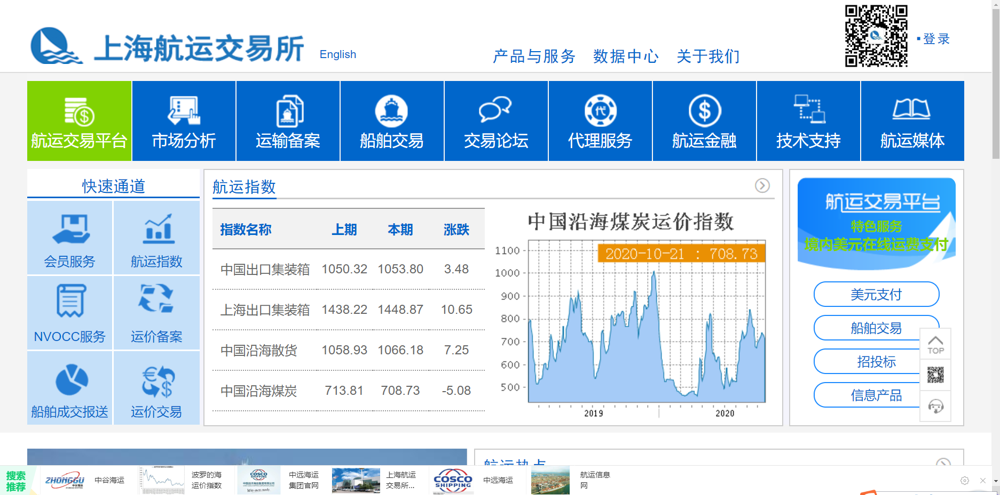 上海航运交易所
English
产品与服务 数据中心 关于我们
登录
航运交易平台 市场分析 运输备案 船舶交易 交易论坛 代理服务 航运金融 技术支持 航运媒体
快速通道
会员服务 航运指数
NVOCC服务 运价备案
船舶成交报送 运价交易
航运指数
指数名称 上期 本期 涨跌
中国出口集装箱 1050.32 1053.80 3.48
上海出口集装箱 1438.22 1448.87 10.65
中国沿海散货 1058.93 1066.18 7.25
中国沿海煤炭 713.81 708.73 -5.08
中国沿海煤炭运价指数
2020-10-21 : 708.73
1100
1000
900
800
700
600
500
2019 2020
航运交易平台
特色服务
境内美元在线运费支付
美元支付
船舶交易
招投标
信息产品
TOP
航运热点
搜索
推荐
ZHONGGU
中谷海运
波罗的海
运价指数
COSCO
SHIPPING
中远海运
集团官网
上海航运
交易所...
COSCO
SHIPPING
中远海运
航运信息
网